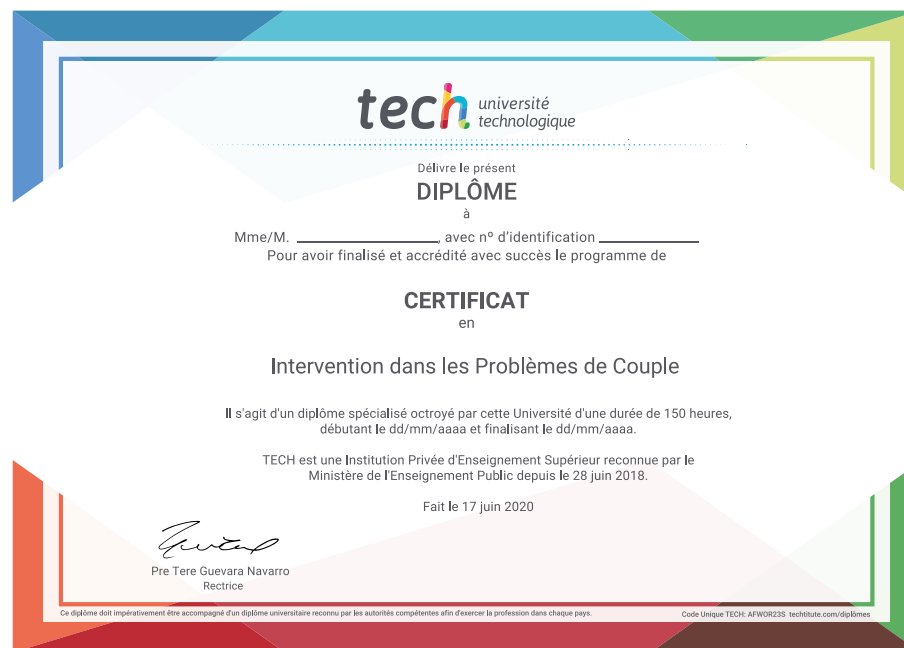 tech université
technologique
Délivre le présent
DIPLÔME
à
Mme/M. ____________________, avec nº d'identification ______________
Pour avoir finalisé et accrédité avec succès le programme de
CERTIFICAT
en
Intervention dans les Problèmes de Couple
Il s'agit d'un diplôme spécialisé octroyé par cette Université d'une durée de 150 heures,
débutant le dd/mm/aaaa et finalisant le dd/mm/aaaa.
TECH est une Institution Privée d'Enseignement Supérieur reconnue par le
Ministère de l'Enseignement Public depuis le 28 juin 2018.
Fait le 17 juin 2020
Pre Tere Guevara Navarro
Rectrice
Ce diplôme doit impérativement être accompagné d'un diplôme universitaire reconnu par les autorités compétentes afin d'exercer la profession dans chaque pays.
Code Unique TECH: AFWOR23S techtitute.com/diplômes